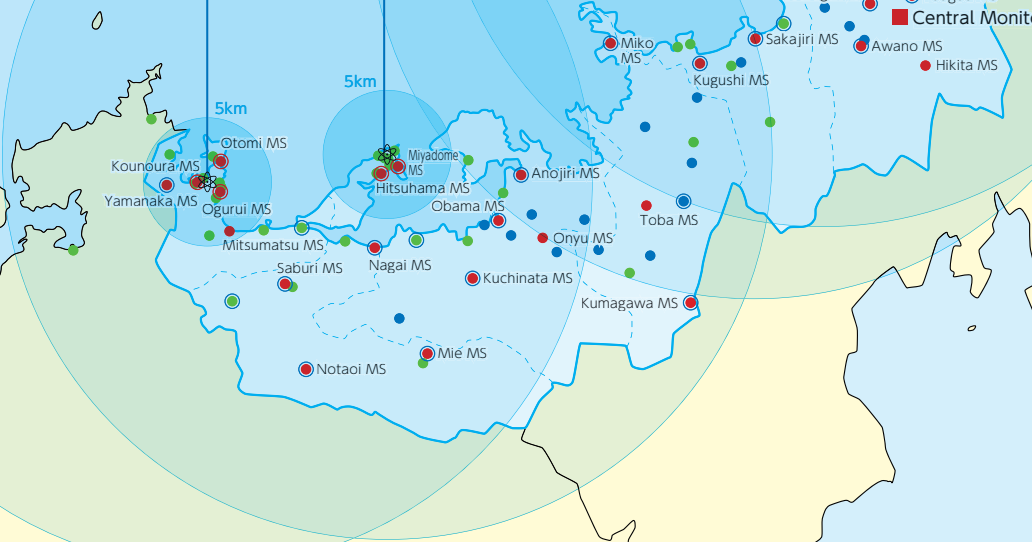 Central Monito
Miko
MS
Sakajiri MS
Awano MS
Kugushi MS
Hikita MS
5km
5km
Otomi MS
Kounoura MS
Miyadome
MS
Yamanaka MS
Ogurui MS
Hitsuhama MS
Anojiri MS
Obama MS
Toba MS
Mitsumatsu MS
Onyu MS
Nagai MS
Saburi MS
Kuchinata MS
Kumagawa MS
Mie MS
Notaoi MS